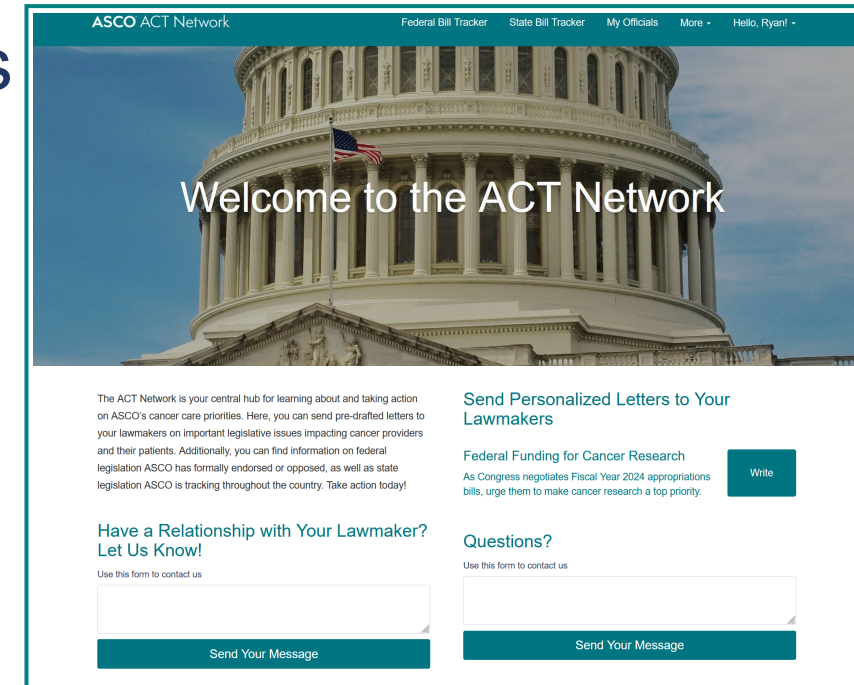 s
ASCO ACT Network
Federal Bill Tracker State Bill Tracker My Officials More Hello, Ryan!
Welcome to the ACT Network
The ACT Network is your central hub for learning about and taking action
on ASCO's cancer care priorities. Here, you can send pre-drafted letters to
your lawmakers on important legislative issues impacting cancer providers
and their patients. Additionally, you can find information on federal
legislation ASCO has formally endorsed or opposed, as well as state
legislation ASCO is tracking throughout the country. Take action today!
Have a Relationship with Your Lawmaker?
Let Us Know!
Use this form to contact us
Send Your Message
Send Personalized Letters to Your
Lawmakers
Federal Funding for Cancer Research
As Congress negotiates Fiscal Year 2024 appropriations
bills, urge them to make cancer research a top priority.
Write
Questions?
Use this form to contact us
Send Your Message